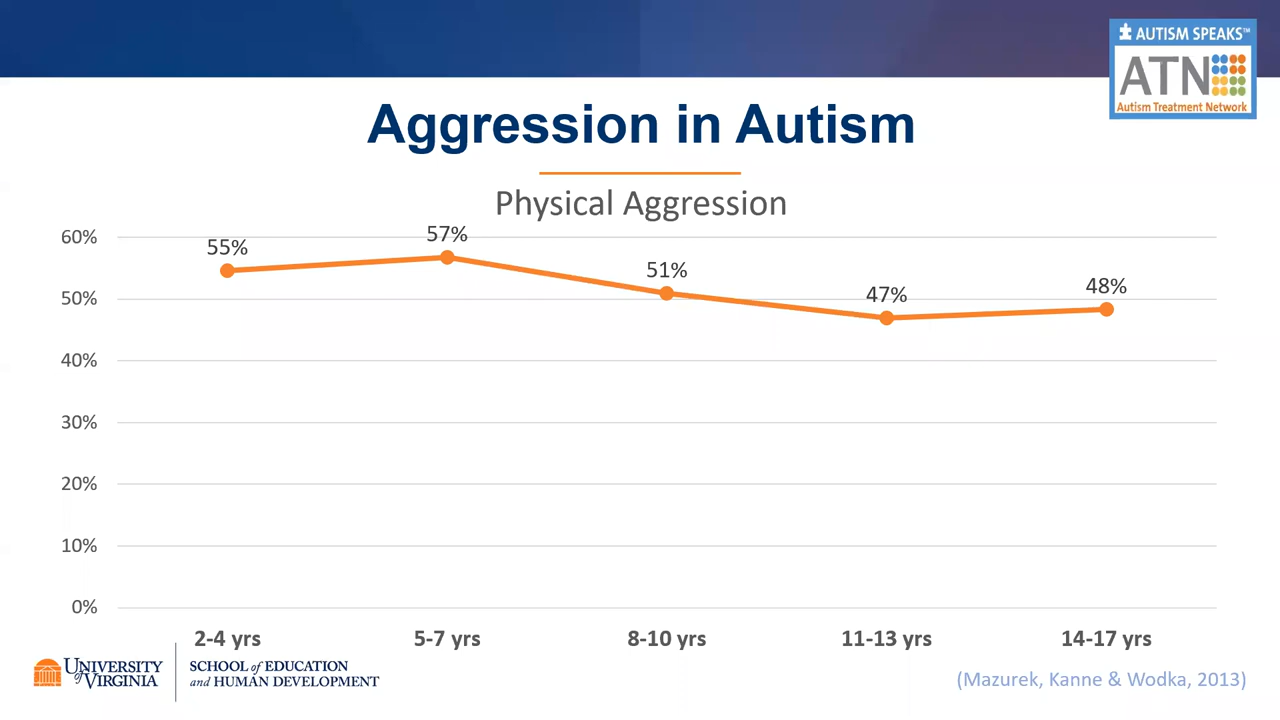 AUTISM SPEAKS™
ATN
Autism Treatment Network
Aggression in Autism
Physical Aggression
60%
50%
40%
30%
20%
10%
0%
55%
57%
51%
47%
48%
2-4 yrs
5-7 yrs
8-10 yrs
11-13 yrs
14-17 yrs
UNIVERSITY
of VIRGINIA
SCHOOL of EDUCATION
and HUMAN DEVELOPMENT
(Mazurek, Kanne & Wodka, 2013)